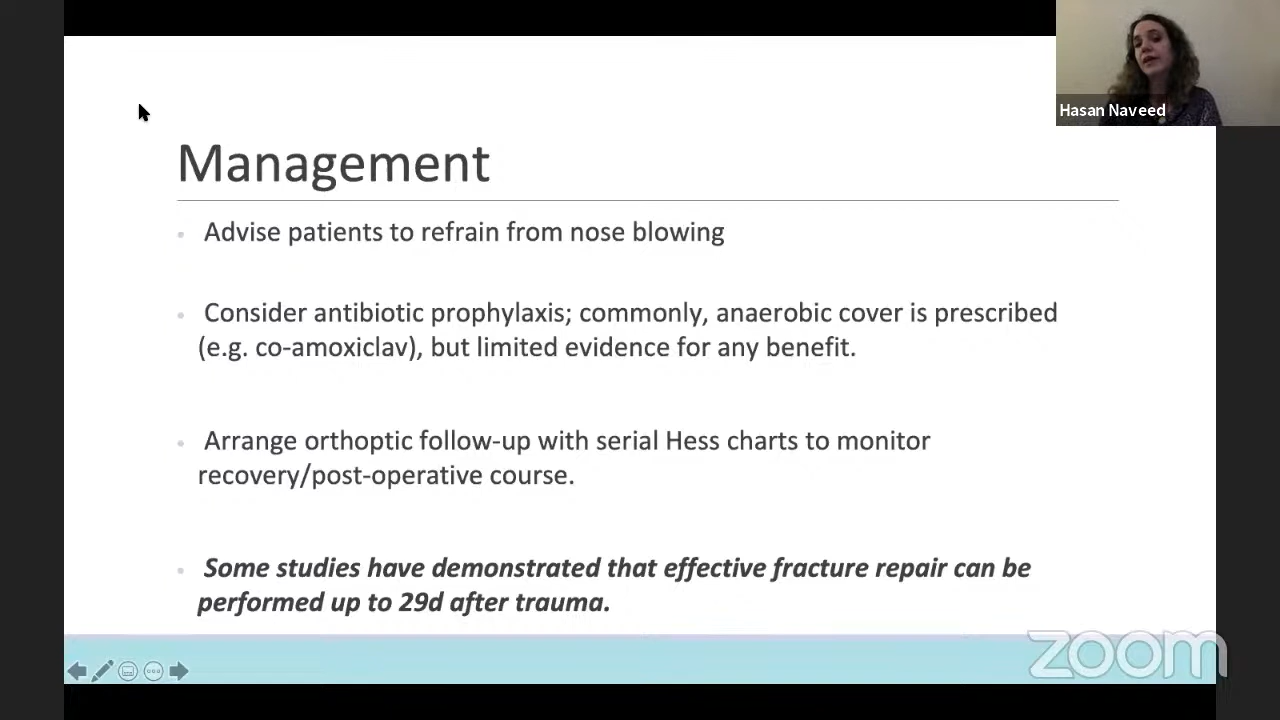 Hasan Naveed
Management
Advise patients to refrain from nose blowing
Consider antibiotic prophylaxis; commonly, anaerobic cover is prescribed
(e.g. co-amoxiclav), but limited evidence for any benefit.
Arrange orthoptic follow-up with serial Hess charts to monitor
recovery/post-operative course.
Some studies have demonstrated that effective fracture repair can be
performed up to 29d after trauma.
zoom